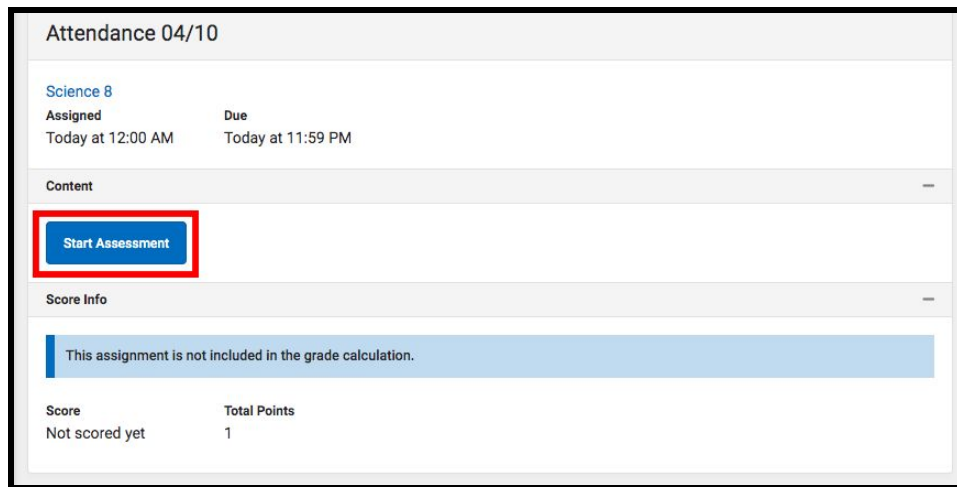 Attendance 04/10
Science 8
Assigned Due
Today at 12:00 AM Today at 11:59 PM
Content
Start Assessment
Score Info
This assignment is not included in the grade calculation.
Score Total Points
Not scored yet 1